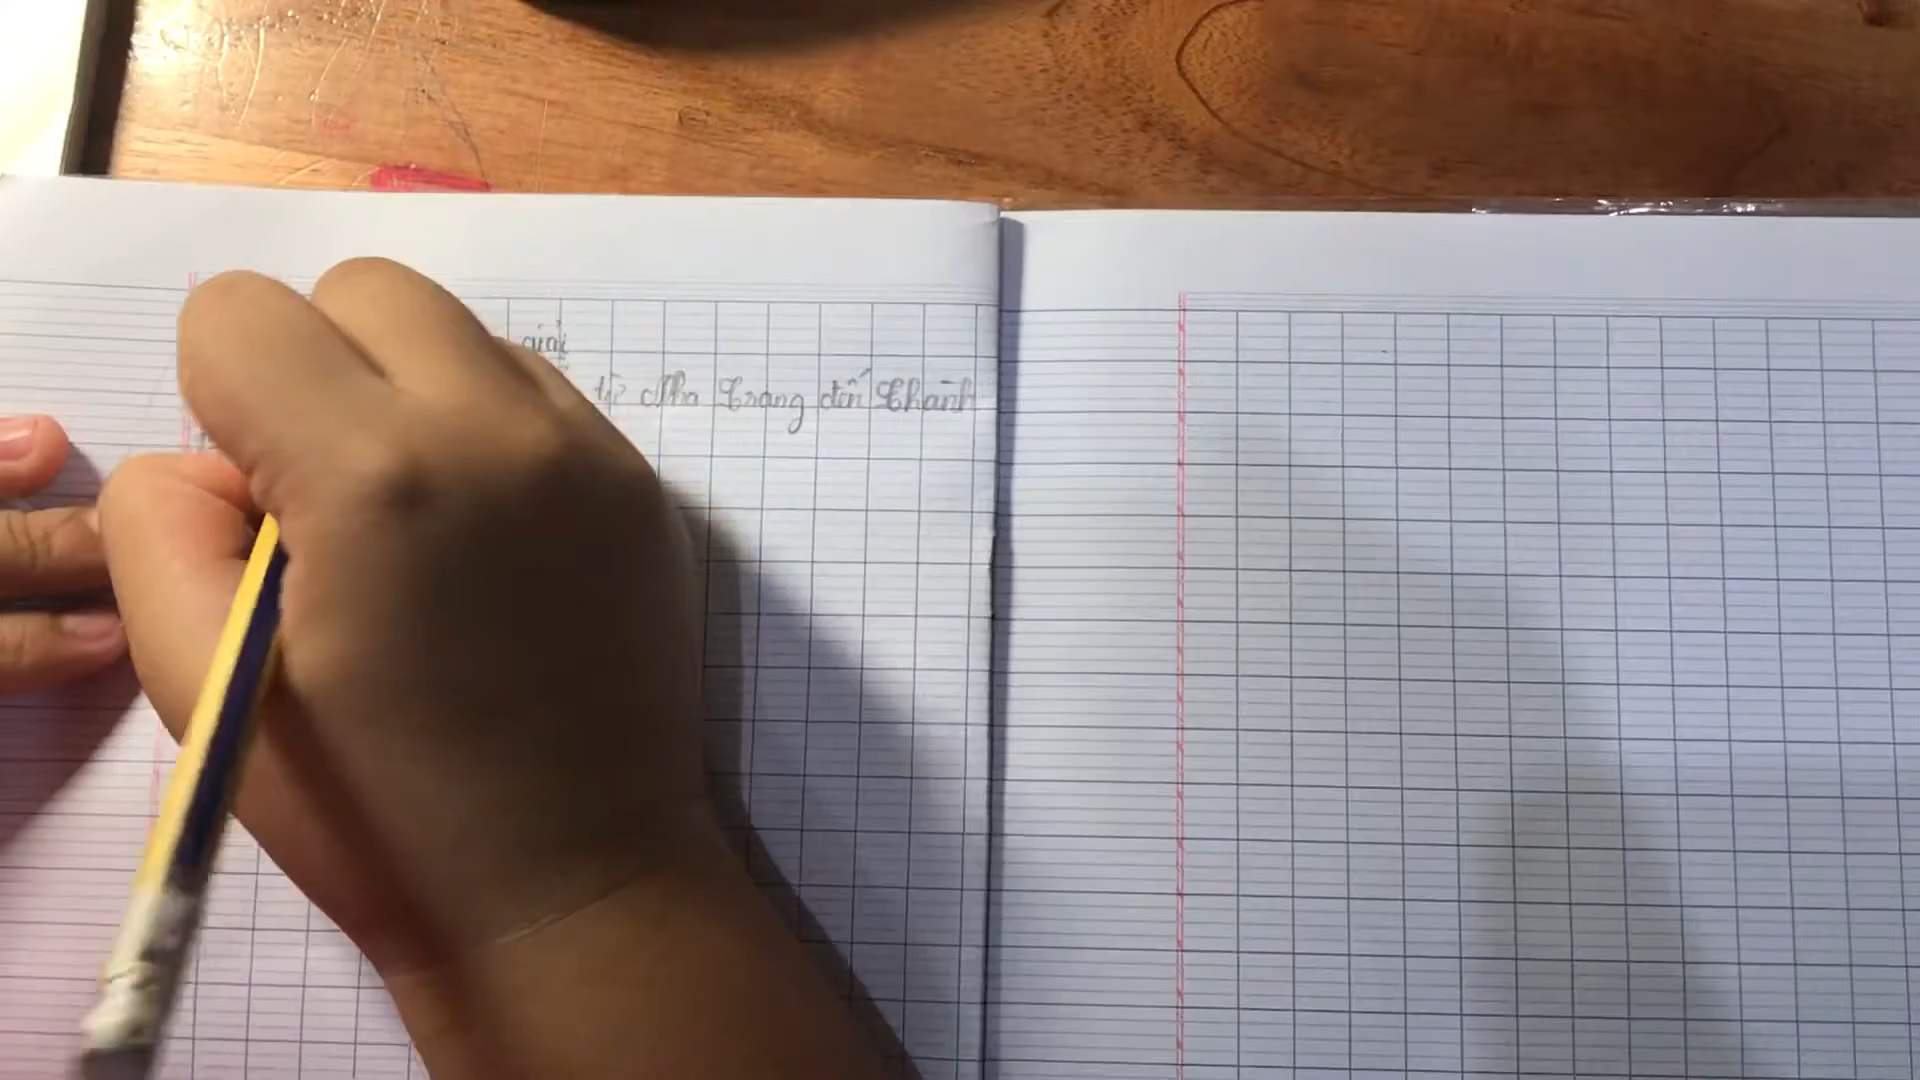 giải
từ Nha Trang đến Thành